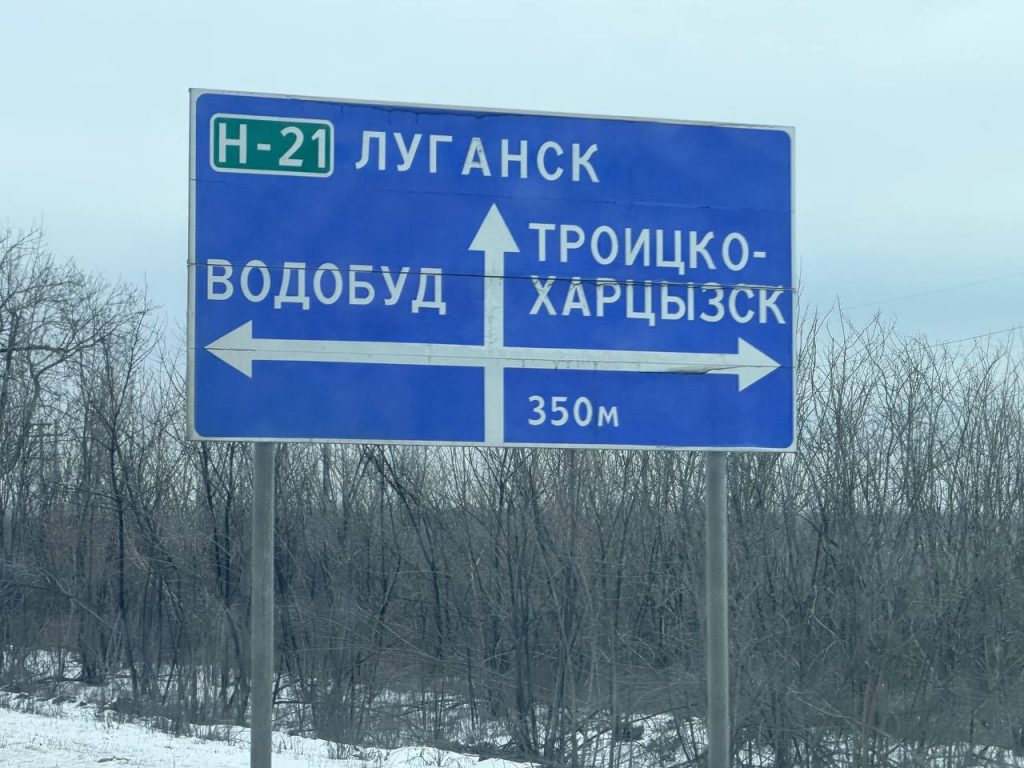 Н-21 ЛУГАНСК
ВОДОБУД
ТРОИЦКО-
ХАРЦЫЗСК
350м